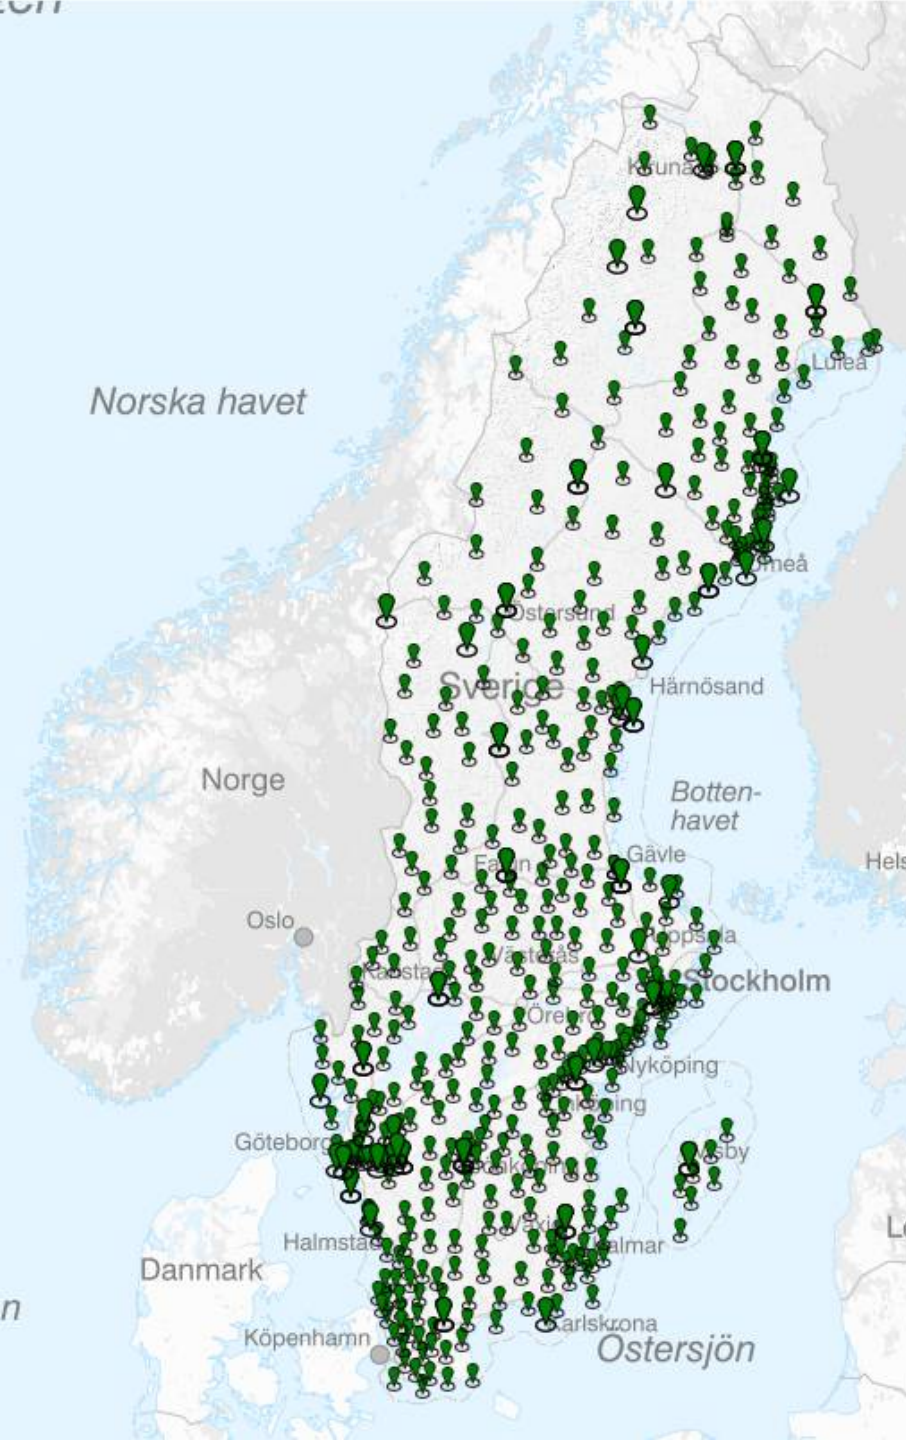 Kiruna
Luleå
Norska havet
Umeå
Östersund
Sverige
Härnösand
Norge
Botten-
havet
Falun
Gävle
Hels
Oslo
Uppsala
Västerås
Karlstad
Stockholm
Örebro
Nyköping
Linköping
Göteborg
Visby
Jönköping
Växjö
Halmstad
Kalmar
Danmark
Karlskrona
Köpenhamn
Östersjön